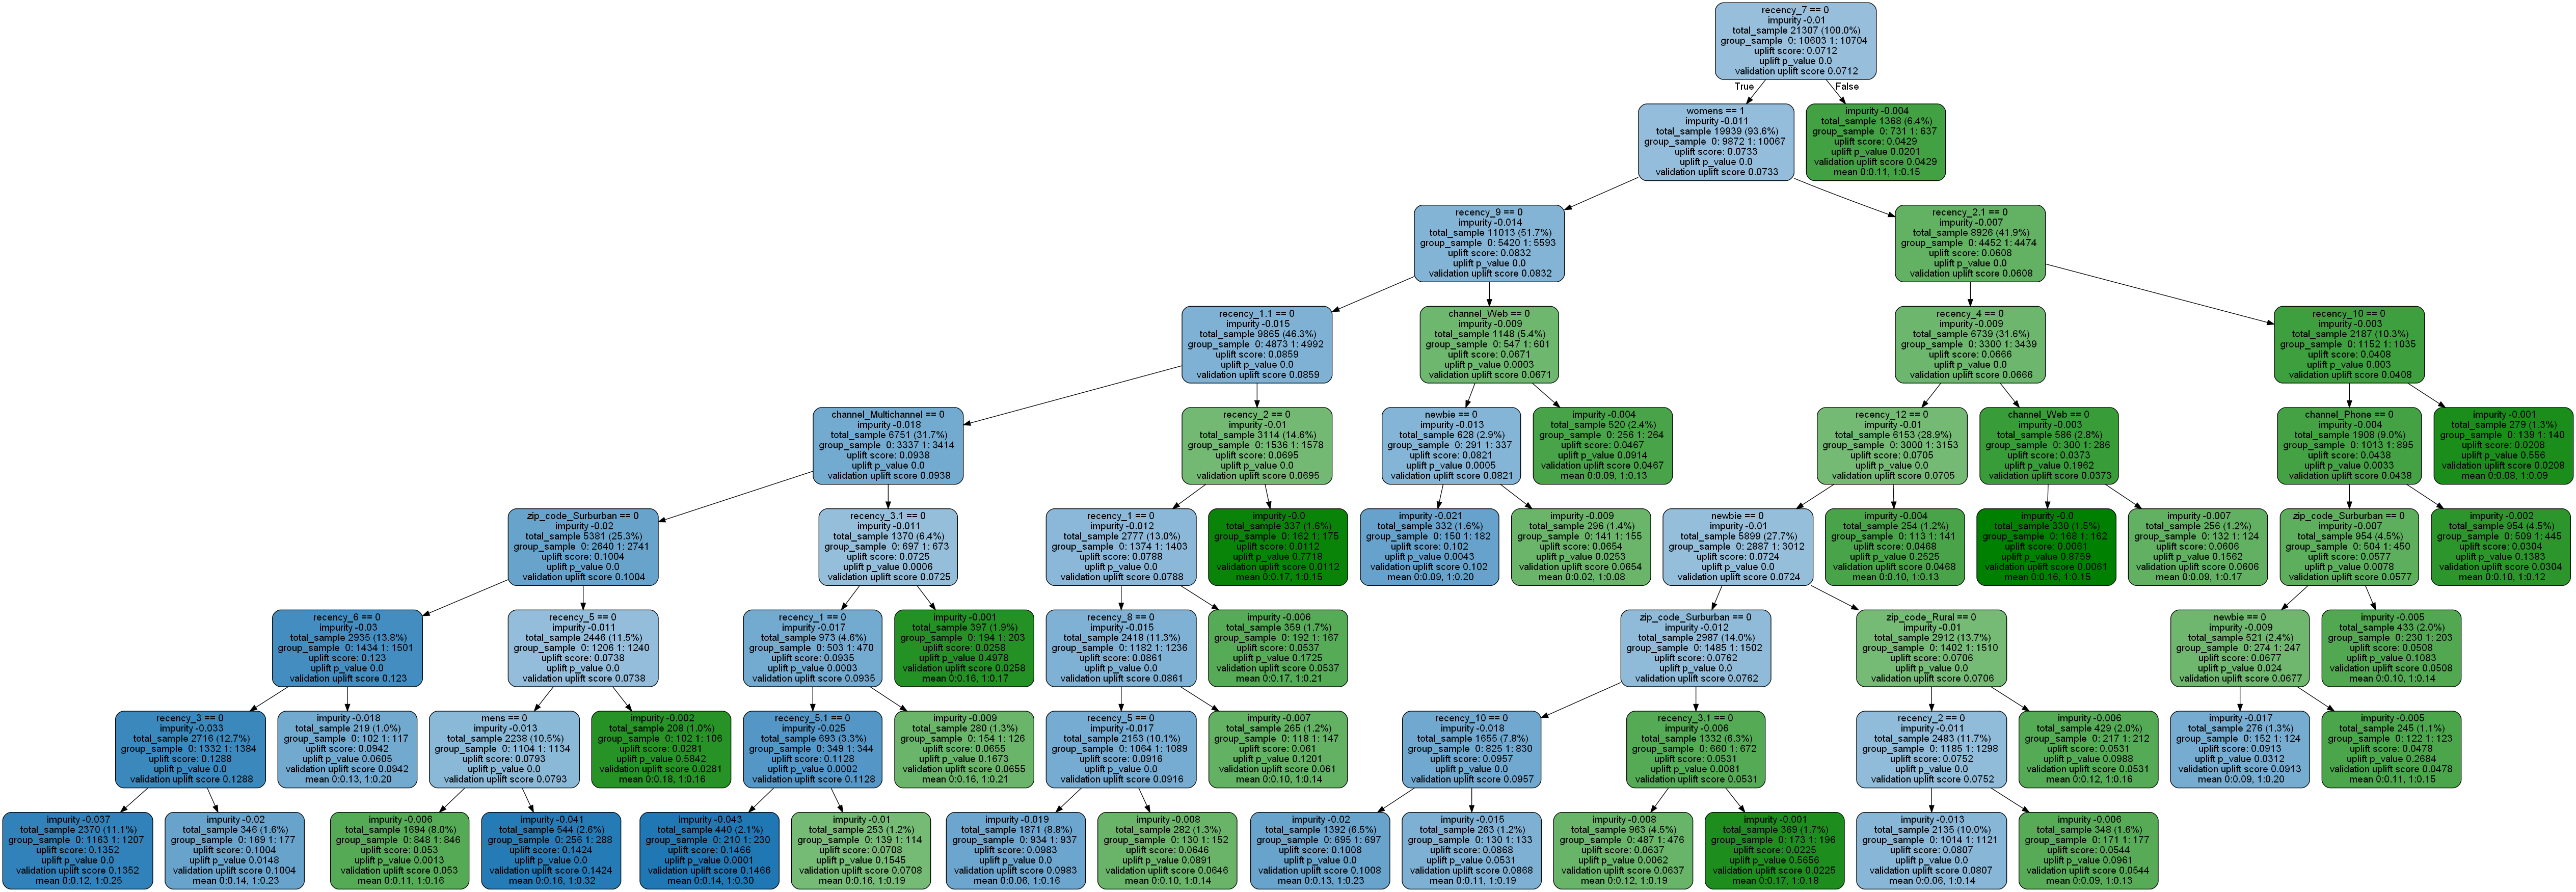 recency_7 == 0
impurity -0.01
total_sample 21307 (100.0%)
group_sample 0: 10603 1: 10704
uplift score: 0.0712
uplift p_value 0.0
validation uplift score 0.0712
True
False
womens == 1
impurity -0.011
total_sample 19939 (93.6%)
group_sample 0: 9872 1: 10067
uplift score: 0.0733
uplift p_value 0.0
validation uplift score 0.0733
impurity -0.004
total_sample 1368 (6.4%)
group_sample 0: 731 1: 637
uplift score: 0.0429
uplift p_value 0.0201
validation uplift score 0.0429
mean 0:0.11, 1:0.15
recency_9 == 0
impurity -0.014
total_sample 11013 (51.7%)
group_sample 0: 5420 1: 5593
uplift score: 0.0832
uplift p_value 0.0
validation uplift score 0.0832
recency_2.1 == 0
impurity -0.007
total_sample 8926 (41.9%)
group_sample 0: 4452 1: 4474
uplift score: 0.0608
uplift p_value 0.0
validation uplift score 0.0608
recency_1.1 == 0
impurity -0.015
total_sample 9865 (46.3%)
group_sample 0: 4873 1: 4992
uplift score: 0.0859
uplift p_value 0.0
validation uplift score 0.0859
channel_Web == 0
impurity -0.009
total_sample 1148 (5.4%)
group_sample 0: 547 1: 601
uplift score: 0.0671
uplift p_value 0.0003
validation uplift score 0.0671
recency_4 == 0
impurity -0.009
total_sample 6739 (31.6%)
group_sample 0: 3300 1: 3439
uplift score: 0.0666
uplift p_value 0.0
validation uplift score 0.0666
recency_10 == 0
impurity -0.003
total_sample 2187 (10.3%)
group_sample 0: 1152 1: 1035
uplift score: 0.0408
uplift p_value 0.003
validation uplift score 0.0408
channel_Multichannel == 0
impurity -0.018
total_sample 6751 (31.7%)
group_sample 0: 3337 1: 3414
uplift score: 0.0938
uplift p_value 0.0
validation uplift score 0.0938
recency_2 == 0
impurity -0.01
total_sample 3114 (14.6%)
group_sample 0: 1536 1: 1578
uplift score: 0.0695
uplift p_value 0.0
validation uplift score 0.0695
newbie == 0
impurity -0.013
total_sample 628 (2.9%)
group_sample 0: 291 1: 337
uplift score: 0.0821
uplift p_value 0.0005
validation uplift score 0.0821
impurity -0.004
total_sample 520 (2.4%)
group_sample 0: 256 1: 264
uplift score: 0.0467
uplift p_value 0.0914
validation uplift score 0.0467
mean 0:0.09, 1:0.13
recency_12 == 0
impurity -0.01
total_sample 6153 (28.9%)
group_sample 0: 3000 1: 3153
uplift score: 0.0705
uplift p_value 0.0
validation uplift score 0.0705
channel_Web == 0
impurity -0.003
total_sample 586 (2.8%)
group_sample 0: 300 1: 286
uplift score: 0.0373
uplift p_value 0.1962
validation uplift score 0.0373
channel_Phone == 0
impurity -0.004
total_sample 1908 (9.0%)
group_sample 0: 1013 1: 895
uplift score: 0.0438
uplift p_value 0.0033
validation uplift score 0.0438
impurity -0.001
total_sample 279 (1.3%)
group_sample 0: 139 1: 140
uplift score: 0.0208
uplift p_value 0.556
validation uplift score 0.0208
mean 0:0.08, 1:0.09
zip_code_Surburban == 0
impurity -0.02
total_sample 5381 (25.3%)
group_sample 0: 2640 1: 2741
uplift score: 0.1004
uplift p_value 0.0
validation uplift score 0.1004
recency_3.1 == 0
impurity -0.011
total_sample 1370 (6.4%)
group_sample 0: 697 1: 673
uplift score: 0.0725
uplift p_value 0.0006
validation uplift score 0.0725
recency_1 == 0
impurity -0.012
total_sample 2777 (13.0%)
group_sample 0: 1374 1: 1403
uplift score: 0.0788
uplift p_value 0.0
validation uplift score 0.0788
impurity -0.0
total_sample 337 (1.6%)
group_sample 0: 162 1: 175
uplift score: 0.0112
uplift p_value 0.7718
validation uplift score 0.0112
mean 0:0.17, 1:0.15
impurity -0.021
total_sample 332 (1.6%)
group_sample 0: 150 1: 182
uplift score: 0.102
uplift p_value 0.0043
validation uplift score 0.102
mean 0:0.09, 1:0.20
impurity -0.009
total_sample 296 (1.4%)
group_sample 0: 141 1: 155
uplift score: 0.0654
uplift p_value 0.0253
validation uplift score 0.0654
mean 0:0.02, 1:0.08
newbie == 0
impurity -0.01
total_sample 5899 (27.7%)
group_sample 0: 2887 1: 3012
uplift score: 0.0724
uplift p_value 0.0
validation uplift score 0.0724
impurity -0.004
total_sample 254 (1.2%)
group_sample 0: 113 1: 141
uplift score: 0.0468
uplift p_value 0.2525
validation uplift score 0.0468
mean 0:0.10, 1:0.13
impurity -0.0
total_sample 330 (1.5%)
group_sample 0: 168 1: 162
uplift score: 0.0061
uplift p_value 0.8759
validation uplift score 0.0061
mean 0:0.16, 1:0.15
impurity -0.007
total_sample 256 (1.2%)
group_sample 0: 132 1: 124
uplift score: 0.0606
uplift p_value 0.1562
validation uplift score 0.0606
mean 0:0.09, 1:0.17
zip_code_Surburban == 0
impurity -0.007
total_sample 954 (4.5%)
group_sample 0: 504 1: 450
uplift score: 0.0577
uplift p_value 0.0078
validation uplift score 0.0577
impurity -0.002
total_sample 954 (4.5%)
group_sample 0: 509 1: 445
uplift score: 0.0304
uplift p_value 0.1383
validation uplift score 0.0304
mean 0:0.10, 1:0.12
recency_6 == 0
impurity -0.03
total_sample 2935 (13.8%)
group_sample 0: 1434 1: 1501
uplift score: 0.123
uplift p_value 0.0
validation uplift score 0.123
recency_5 == 0
impurity -0.011
total_sample 2446 (11.5%)
group_sample 0: 1206 1: 1240
uplift score: 0.0738
uplift p_value 0.0
validation uplift score 0.0738
recency_1 == 0
impurity -0.017
total_sample 973 (4.6%)
group_sample 0: 503 1: 470
uplift score: 0.0935
uplift p_value 0.0003
validation uplift score 0.0935
impurity -0.001
total_sample 397 (1.9%)
group_sample 0: 194 1: 203
uplift score: 0.0258
uplift p_value 0.4978
validation uplift score 0.0258
mean 0:0.16, 1:0.17
recency_8 == 0
impurity -0.015
total_sample 2418 (11.3%)
group_sample 0: 1182 1: 1236
uplift score: 0.0861
uplift p_value 0.0
validation uplift score 0.0861
impurity -0.006
total_sample 359 (1.7%)
group_sample 0: 192 1: 167
uplift score: 0.0537
uplift p_value 0.1725
validation uplift score 0.0537
mean 0:0.17, 1:0.21
zip_code_Surburban == 0
impurity -0.012
total_sample 2987 (14.0%)
group_sample 0: 1485 1: 1502
uplift score: 0.0762
uplift p_value 0.0
validation uplift score 0.0762
zip_code_Rural == 0
impurity -0.01
total_sample 2912 (13.7%)
group_sample 0: 1402 1: 1510
uplift score: 0.0706
uplift p_value 0.0
validation uplift score 0.0706
newbie == 0
impurity -0.009
total_sample 521 (2.4%)
group_sample 0: 274 1: 247
uplift score: 0.0677
uplift p_value 0.024
validation uplift score 0.0677
impurity -0.005
total_sample 433 (2.0%)
group_sample 0: 230 1: 203
uplift score: 0.0508
uplift p_value 0.1083
validation uplift score 0.0508
mean 0:0.10, 1:0.14
recency_3 == 0
impurity -0.033
total_sample 2716 (12.7%)
group_sample 0: 1332 1: 1384
uplift score: 0.1288
uplift p_value 0.0
validation uplift score 0.1288
impurity -0.018
total_sample 219 (1.0%)
group_sample 0: 102 1: 117
uplift score: 0.0942
uplift p_value 0.0605
validation uplift score 0.0942
mean 0:0.13, 1:0.20
mens == 0
impurity -0.013
total_sample 2238 (10.5%)
group_sample 0: 1104 1: 1134
uplift score: 0.0793
uplift p_value 0.0
validation uplift score 0.0793
impurity -0.002
total_sample 208 (1.0%)
group_sample 0: 102 1: 106
uplift score: 0.0281
uplift p_value 0.5842
validation uplift score 0.0281
mean 0:0.18, 1:0.16
recency_5.1 == 0
impurity -0.025
total_sample 693 (3.3%)
group_sample 0: 349 1: 344
uplift score: 0.1128
uplift p_value 0.0002
validation uplift score 0.1128
impurity -0.009
total_sample 280 (1.3%)
group_sample 0: 154 1: 126
uplift score: 0.0655
uplift p_value 0.1673
validation uplift score 0.0655
mean 0:0.16, 1:0.21
recency_5 == 0
impurity -0.017
total_sample 2153 (10.1%)
group_sample 0: 1064 1: 1089
uplift score: 0.0916
uplift p_value 0.0
validation uplift score 0.0916
impurity -0.007
total_sample 265 (1.2%)
group_sample 0: 118 1: 147
uplift score: 0.061
uplift p_value 0.1201
validation uplift score 0.061
mean 0:0.10, 1:0.14
recency_10 == 0
impurity -0.018
total_sample 1655 (7.8%)
group_sample 0: 825 1: 830
uplift score: 0.0957
uplift p_value 0.0
validation uplift score 0.0957
recency_3.1 == 0
impurity -0.006
total_sample 1332 (6.3%)
group_sample 0: 660 1: 672
uplift score: 0.0531
uplift p_value 0.0081
validation uplift score 0.0531
recency_2 == 0
impurity -0.011
total_sample 2483 (11.7%)
group_sample 0: 1185 1: 1298
uplift score: 0.0752
uplift p_value 0.0
validation uplift score 0.0752
impurity -0.006
total_sample 429 (2.0%)
group_sample 0: 217 1: 212
uplift score: 0.0531
uplift p_value 0.0988
validation uplift score 0.0531
mean 0:0.12, 1:0.16
impurity -0.017
total_sample 276 (1.3%)
group_sample 0: 152 1: 124
uplift score: 0.0913
uplift p_value 0.0312
validation uplift score 0.0913
mean 0:0.09, 1:0.20
impurity -0.005
total_sample 245 (1.1%)
group_sample 0: 122 1: 123
uplift score: 0.0478
uplift p_value 0.2684
validation uplift score 0.0478
mean 0:0.11, 1:0.15
impurity -0.037
total_sample 2370 (11.1%)
group_sample 0: 1163 1: 1207
uplift score: 0.1352
uplift p_value 0.0
validation uplift score 0.1352
mean 0:0.12, 1:0.25
impurity -0.02
total_sample 346 (1.6%)
group_sample 0: 169 1: 177
uplift score: 0.1004
uplift p_value 0.0148
validation uplift score 0.1004
mean 0:0.14, 1:0.23
impurity -0.006
total_sample 1694 (8.0%)
group_sample 0: 848 1: 846
uplift score: 0.053
uplift p_value 0.0013
validation uplift score 0.053
mean 0:0.11, 1:0.16
impurity -0.041
total_sample 544 (2.6%)
group_sample 0: 256 1: 288
uplift score: 0.1424
uplift p_value 0.0
validation uplift score 0.1424
mean 0:0.16, 1:0.32
impurity -0.043
total_sample 440 (2.1%)
group_sample 0: 210 1: 230
uplift score: 0.1466
uplift p_value 0.0001
validation uplift score 0.1466
mean 0:0.14, 1:0.30
impurity -0.01
total_sample 253 (1.2%)
group_sample 0: 139 1: 114
uplift score: 0.0708
uplift p_value 0.1545
validation uplift score 0.0708
mean 0:0.16, 1:0.19
impurity -0.019
total_sample 1871 (8.8%)
group_sample 0: 934 1: 937
uplift score: 0.0983
uplift p_value 0.0
validation uplift score 0.0983
mean 0:0.06, 1:0.16
impurity -0.008
total_sample 282 (1.3%)
group_sample 0: 130 1: 152
uplift score: 0.0646
uplift p_value 0.0891
validation uplift score 0.0646
mean 0:0.10, 1:0.14
impurity -0.02
total_sample 1392 (6.5%)
group_sample 0: 695 1: 697
uplift score: 0.1008
uplift p_value 0.0
validation uplift score 0.1008
mean 0:0.13, 1:0.23
impurity -0.015
total_sample 263 (1.2%)
group_sample 0: 130 1: 133
uplift score: 0.0868
uplift p_value 0.0531
validation uplift score 0.0868
mean 0:0.11, 1:0.19
impurity -0.008
total_sample 963 (4.5%)
group_sample 0: 487 1: 476
uplift score: 0.0637
uplift p_value 0.0062
validation uplift score 0.0637
mean 0:0.12, 1:0.19
impurity -0.001
total_sample 369 (1.7%)
group_sample 0: 173 1: 196
uplift score: 0.0225
uplift p_value 0.5656
validation uplift score 0.0225
mean 0:0.17, 1:0.18
impurity -0.013
total_sample 2135 (10.0%)
group_sample 0: 1014 1: 1121
uplift score: 0.0807
uplift p_value 0.0
validation uplift score 0.0807
mean 0:0.06, 1:0.14
impurity -0.006
total_sample 348 (1.6%)
group_sample 0: 171 1: 177
uplift score: 0.0544
uplift p_value 0.0961
validation uplift score 0.0544
mean 0:0.09, 1:0.13